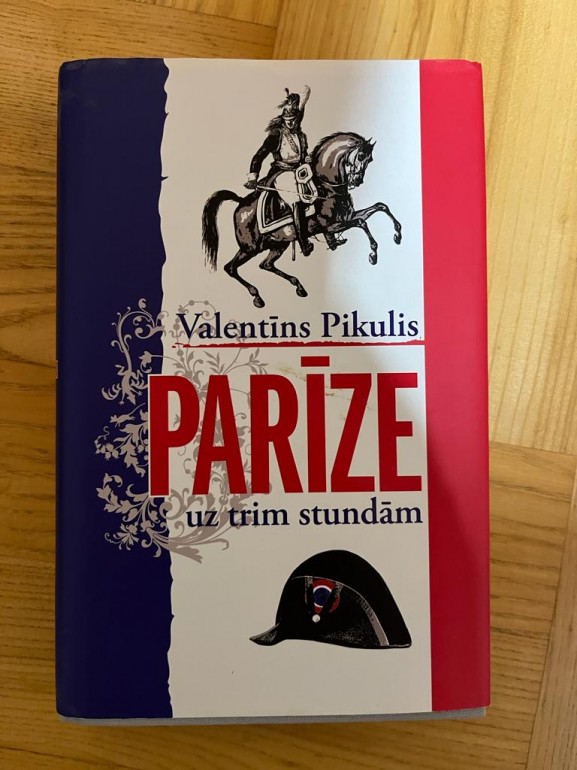 Valentīns Pikulis
PARĪZE
uz trim stundām